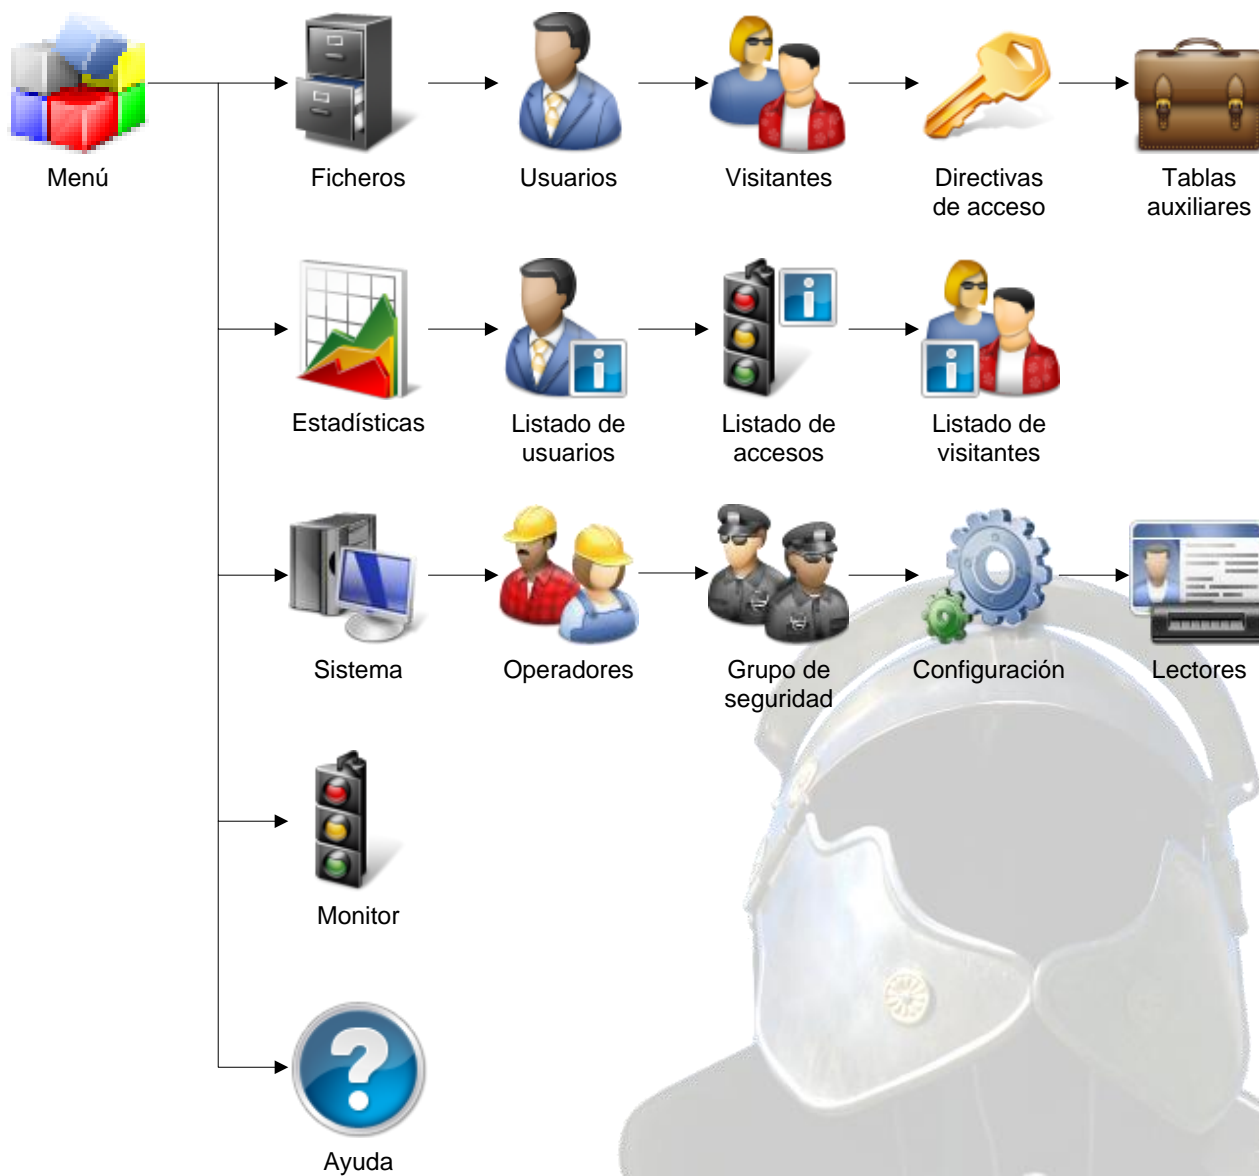 Menú
Ficheros
Usuarios
Visitantes
Directivas
de acceso
Tablas
auxiliares
Estadísticas
Listado de
usuarios
Listado de
accesos
Listado de
visitantes
Sistema
Operadores
Grupo de
seguridad
Configuración
Lectores
Monitor
Ayuda